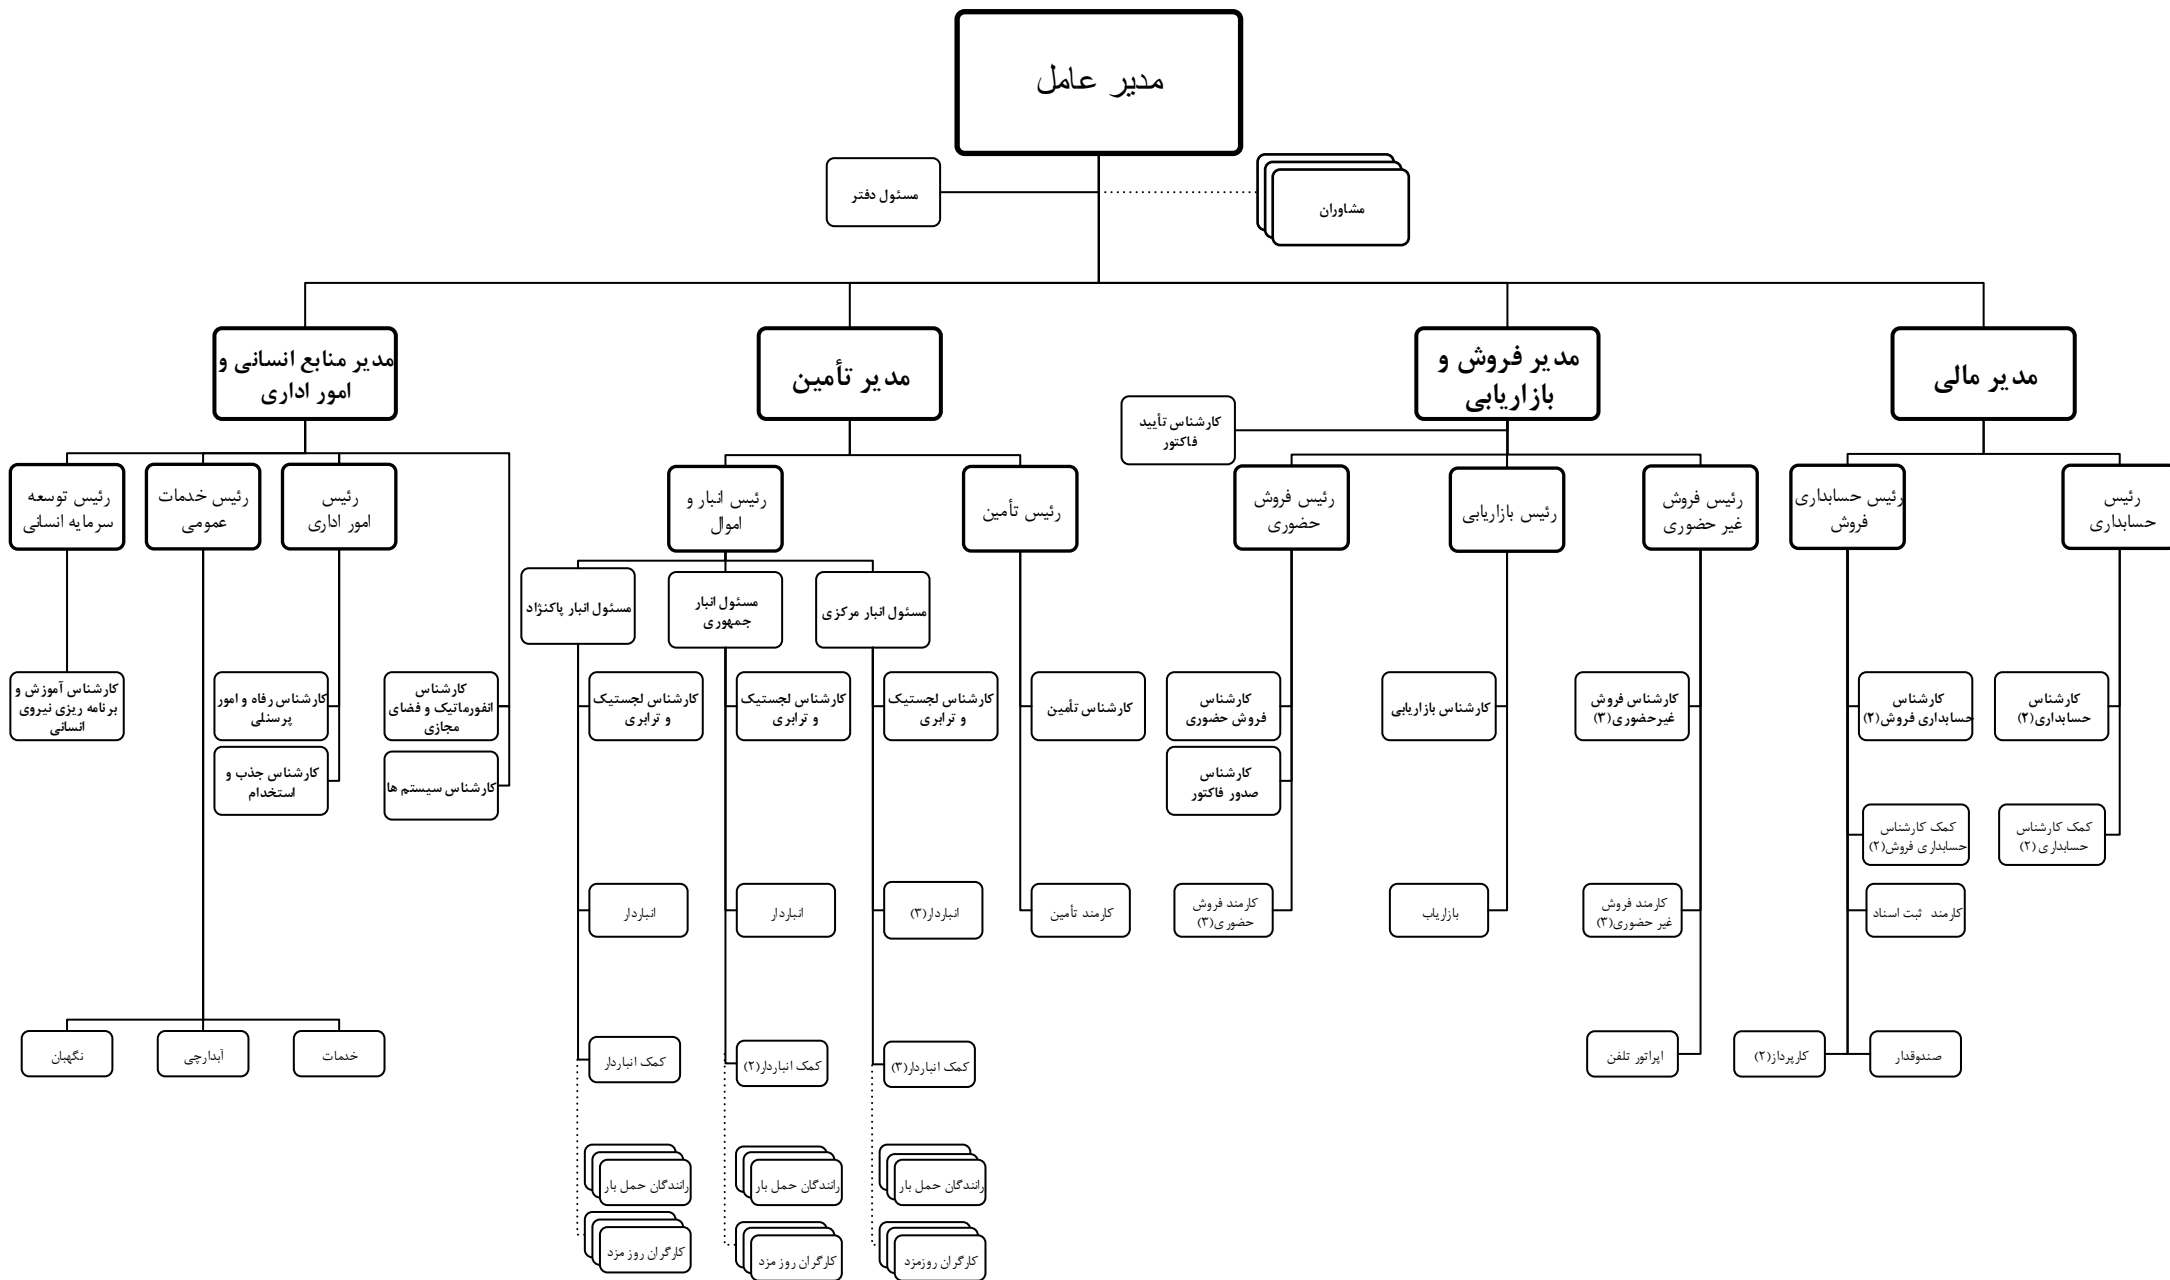 مدیر عامل
مسئول دفتر
مشاوران
مدیر مالی
مدیر فروش و
بازاریابی
مدیر تأمین
مدیر منابع انسانی و
امور اداری
کارشناس تأیید
فاکتور
رئیس
حسابداری
رئیس حسابداری
فروش
رئیس فروش
غیر حضوری
رئیس بازاریابی
رئیس فروش
حضوری
رئیس تأمین
رئیس انبار و
اموال
رئیس
امور اداری
رئیس خدمات
عمومی
رئیس توسعه
سرمایه انسانی
مسئول انبار مرکزی
مسئول انبار
جمهوری
مسئول انبار پاکنژاد
کارشناس
حسابداری(۲)
کارشناس
حسابداری فروش(۲)
کارشناس فروش
غیرحضوری(۳)
کارشناس بازاریابی
کارشناس
فروش حضوری
کارشناس تأمین
کارشناس لجستیک
و ترابری
کارشناس لجستیک
و ترابری
کارشناس لجستیک
و ترابری
کارشناس
انفورماتیک و فضای
مجازی
کارشناس رفاه و امور
پرسنلی
کارشناس آموزش و
برنامه ریزی نیروی
انسانی
کارشناس
صدور فاکتور
کارشناس سیستم ها
کارشناس جذب و
استخدام
کمک کارشناس
حسابداری (۲)
کمک کارشناس
حسابداری فروش(۲)
کارمند ثبت اسناد
کارمند فروش
غیر حضوری(۳)
بازاریاب
کارمند فروش
حضوری(۳)
کارمند تأمین
انباردار(۳)
انباردار
انباردار
صندوقدار
کارپرداز(۲)
اپراتور تلفن
کمک انباردار(۳)
کمک انباردار(۲)
کمک انباردار
خدمات
آبدارچی
نگهبان
رانندگان حمل بار
رانندگان حمل بار
رانندگان حمل بار
کارگران روزمزد
کارگران روز مزد
کارگران روز مزد